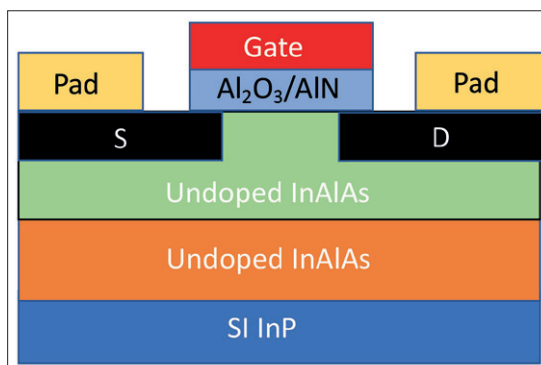 Gate
Pad
Al₂O₃/AlN
Pad
S
D
Undoped InAlAs
Undoped InAlAs
SI InP